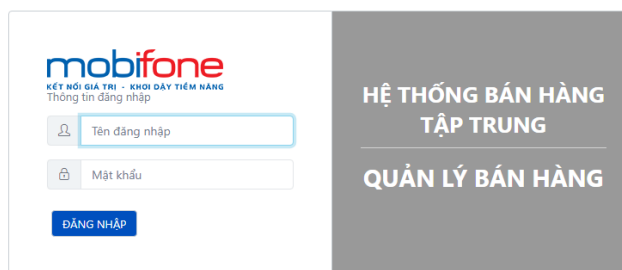 mobifone
KẾT NỐI GIÁ TRỊ - KHƠI DẬY TIỀM NĂNG
Thông tin đăng nhập
Tên đăng nhập
Mật khẩu
ĐĂNG NHẬP
HỆ THỐNG BÁN HÀNG
TẬP TRUNG
QUẢN LÝ BÁN HÀNG